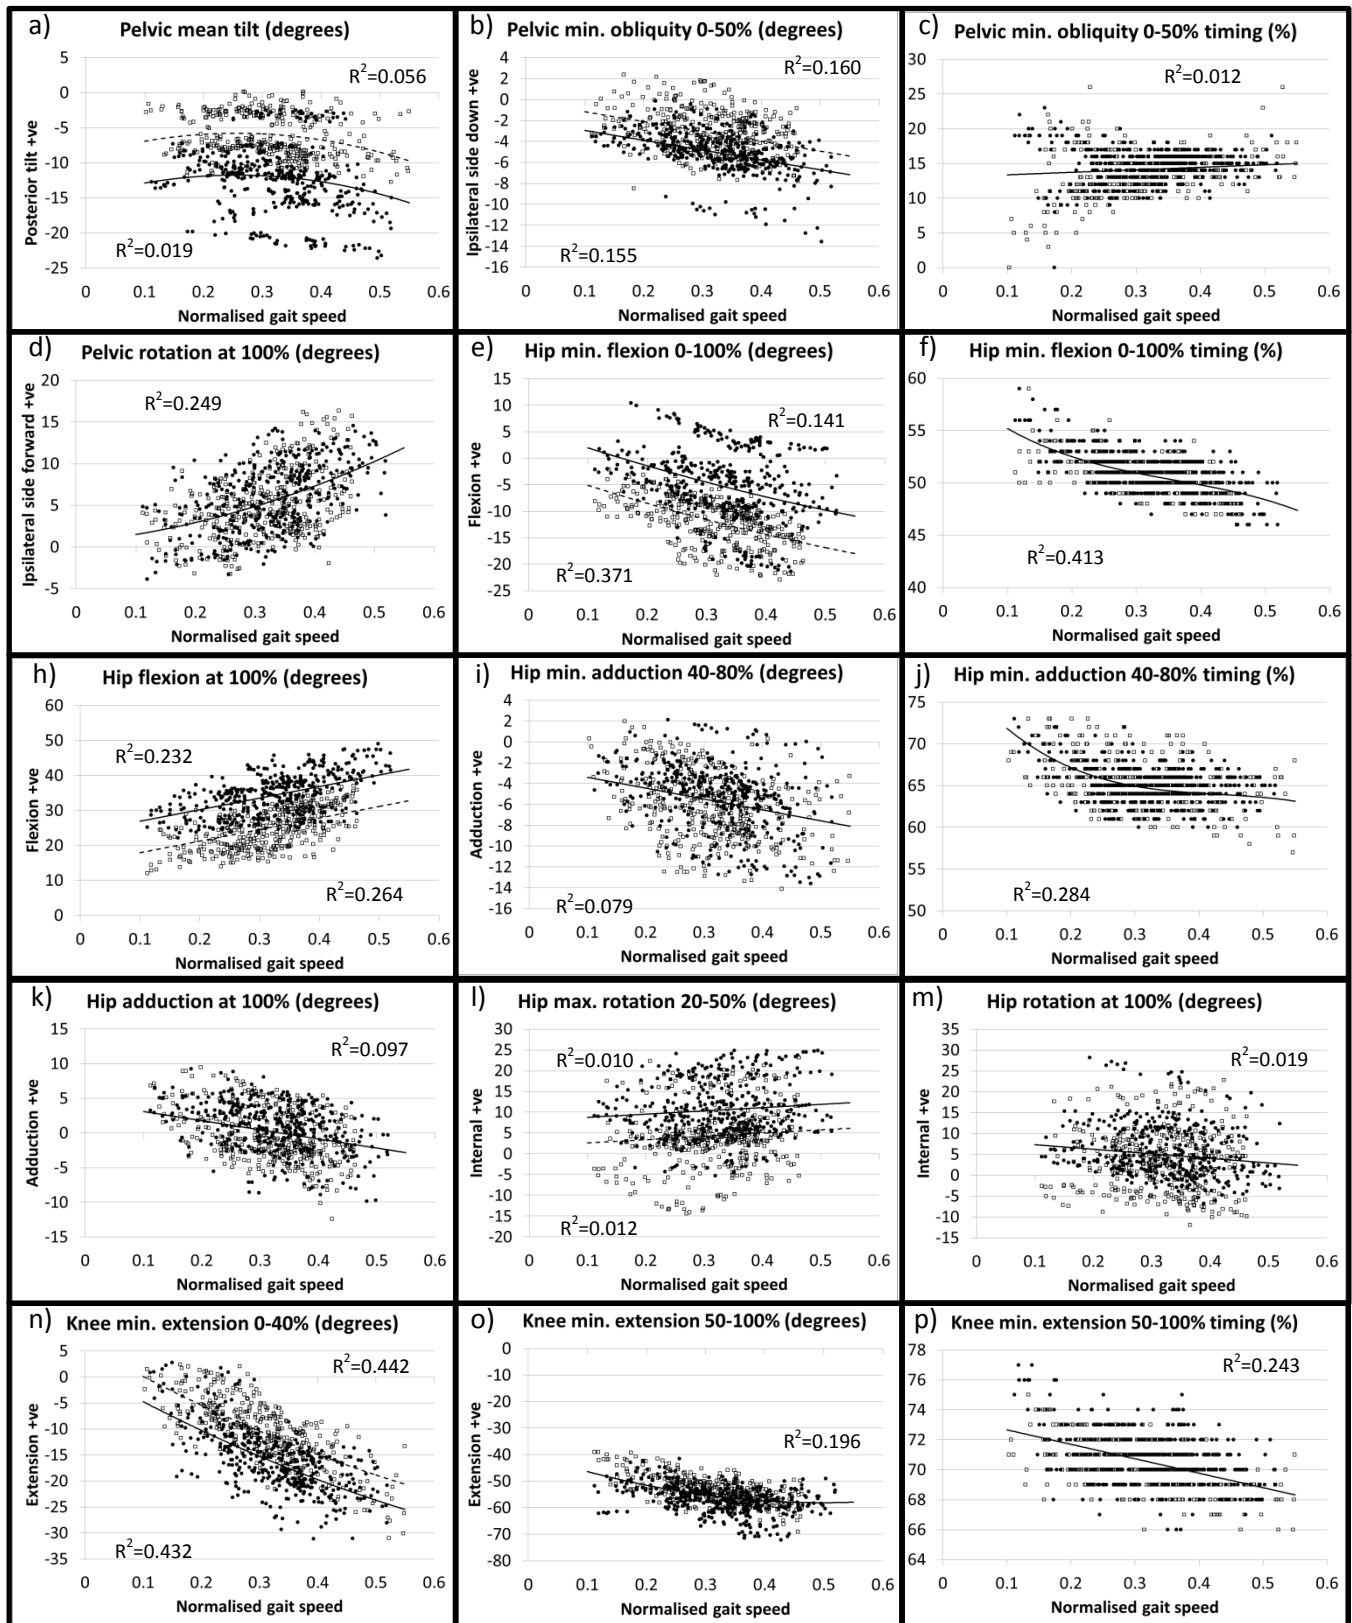 a) Pelvic mean tilt (degrees)
R²=0.056
Posterior tilt +ve
5
0
-5
-10
-15
-20
-25
R²=0.019
0 0.1 0.2 0.3 0.4 0.5 0.6
Normalised gait speed
b) Pelvic min. obliquity 0-50% (degrees)
R²=0.160
Ipsilateral side down +ve
4
2
0
-2
-4
-6
-8
-10
-12
-14
-16
R²=0.155
0 0.1 0.2 0.3 0.4 0.5 0.6
Normalised gait speed
c) Pelvic min. obliquity 0-50% timing (%)
R²=0.012
30
25
20
15
10
5
0
0 0.1 0.2 0.3 0.4 0.5 0.6
Normalised gait speed
d) Pelvic rotation at 100% (degrees)
R²=0.249
Ipsilateral side forward +ve
20
15
10
5
0
-5
0 0.1 0.2 0.3 0.4 0.5 0.6
Normalised gait speed
e) Hip min. flexion 0-100% (degrees)
R²=0.141
Flexion +ve
15
10
5
0
-5
-10
-15
-20
-25
R²=0.371
0 0.1 0.2 0.3 0.4 0.5 0.6
Normalised gait speed
f) Hip min. flexion 0-100% timing (%)
60
55
50
45
40
R²=0.413
0 0.1 0.2 0.3 0.4 0.5 0.6
Normalised gait speed
h) Hip flexion at 100% (degrees)
R²=0.232
Flexion +ve
60
50
40
30
20
10
0
R²=0.264
0 0.1 0.2 0.3 0.4 0.5 0.6
Normalised gait speed
i) Hip min. adduction 40-80% (degrees)
Adduction +ve
4
2
0
-2
-4
-6
-8
-10
-12
-14
-16
R²=0.079
0 0.1 0.2 0.3 0.4 0.5 0.6
Normalised gait speed
j) Hip min. adduction 40-80% timing (%)
75
70
65
60
55
50
R²=0.284
0 0.1 0.2 0.3 0.4 0.5 0.6
Normalised gait speed
k) Hip adduction at 100% (degrees)
R²=0.097
Adduction +ve
15
10
5
0
-5
-10
-15
0 0.1 0.2 0.3 0.4 0.5 0.6
Normalised gait speed
l) Hip max. rotation 20-50% (degrees)
R²=0.010
Internal +ve
30
25
20
15
10
5
0
-5
-10
-15
-20
R²=0.012
0 0.1 0.2 0.3 0.4 0.5 0.6
Normalised gait speed
m) Hip rotation at 100% (degrees)
R²=0.019
Internal +ve
35
30
25
20
15
10
5
0
-5
-10
-15
0 0.1 0.2 0.3 0.4 0.5 0.6
Normalised gait speed
n) Knee min. extension 0-40% (degrees)
R²=0.442
Extension +ve
5
0
-5
-10
-15
-20
-25
-30
-35
R²=0.432
0 0.1 0.2 0.3 0.4 0.5 0.6
Normalised gait speed
o) Knee min. extension 50-100% (degrees)
R²=0.196
Extension +ve
0
-10
-20
-30
-40
-50
-60
-70
-80
0 0.1 0.2 0.3 0.4 0.5 0.6
Normalised gait speed
p) Knee min. extension 50-100% timing (%)
R²=0.243
78
76
74
72
70
68
66
64
0 0.1 0.2 0.3 0.4 0.5 0.6
Normalised gait speed